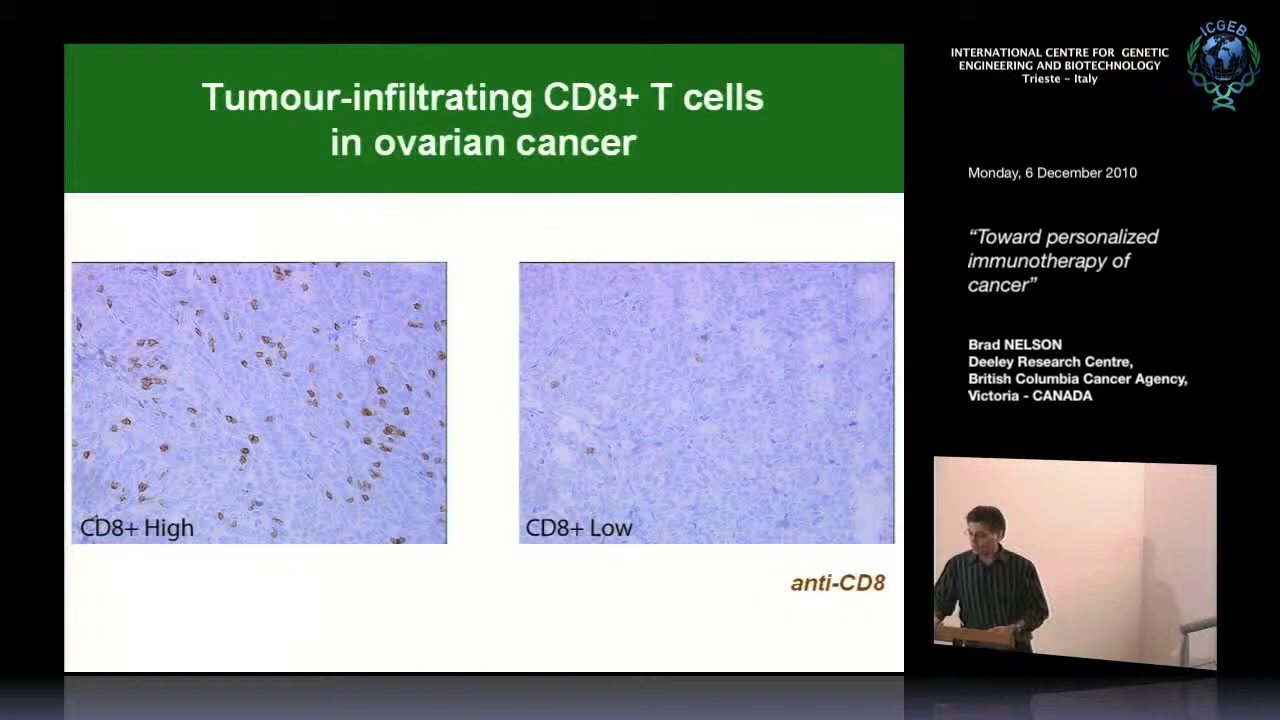 Tumour-infiltrating CD8+ T cells
in ovarian cancer
CD8+ High
CD8+ Low
anti-CD8
INTERNATIONAL CENTRE FOR GENETIC
ENGINEERING AND BIOTECHNOLOGY
Trieste – Italy
ICGEB
Monday, 6 December 2010
“Toward personalized
immunotherapy of
cancer”
Brad NELSON
Deeley Research Centre,
British Columbia Cancer Agency,
Victoria - CANADA